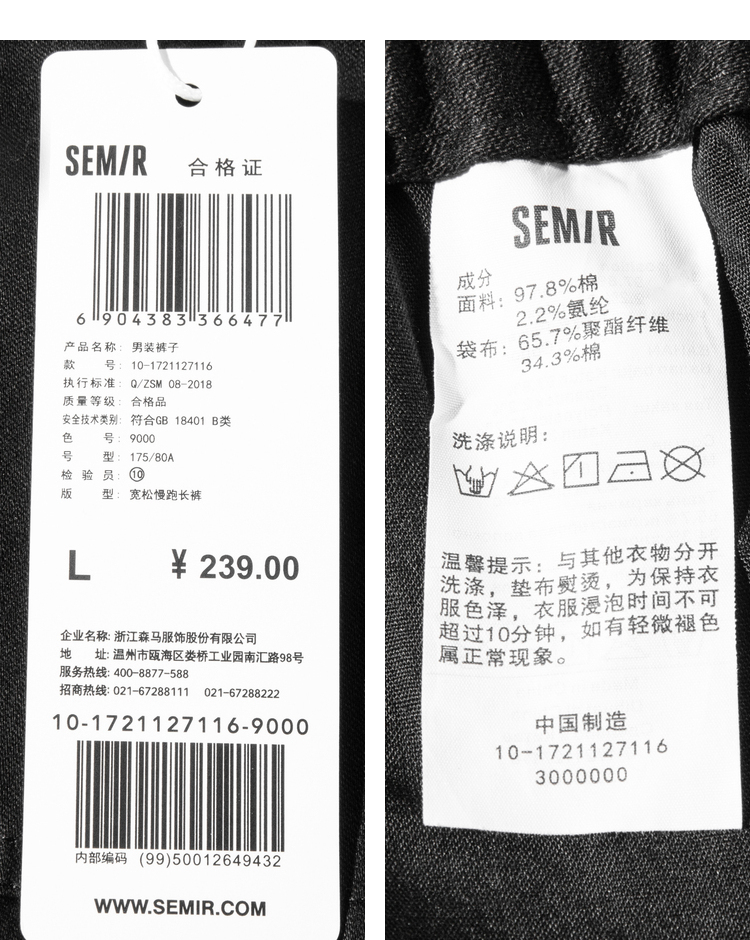 SEMIR 合格证
6 904383 366477
产品名称: 男装裤子
款 号: 10-1721127116
执行标准: Q/ZSM 08-2018
质量等级: 合格品
安全技术类别: 符合GB 18401 B类
色 号: 9000
号 型: 175/80A
检 验 员: ⑩
版 型: 宽松慢跑长裤
L ¥ 239.00
企业名称: 浙江森马服饰股份有限公司
地 址: 温州市瓯海区娄桥工业园南汇路98号
服务热线: 400-8877-588
招商热线: 021-67288111 021-67288222
10-1721127116-9000
内部编码 (99)50012649432
WWW.SEMIR.COM
SEMIR
成分
面料: 97.8%棉
2.2%氨纶
袋布: 65.7%聚酯纤维
34.3%棉
洗涤说明:
温馨提示: 与其他衣物分开
洗涤, 垫布熨烫, 为保持衣
服色泽, 衣服浸泡时间不可
超过10分钟, 如有轻微褪色
属正常现象。
中国制造
10-1721127116
3000000